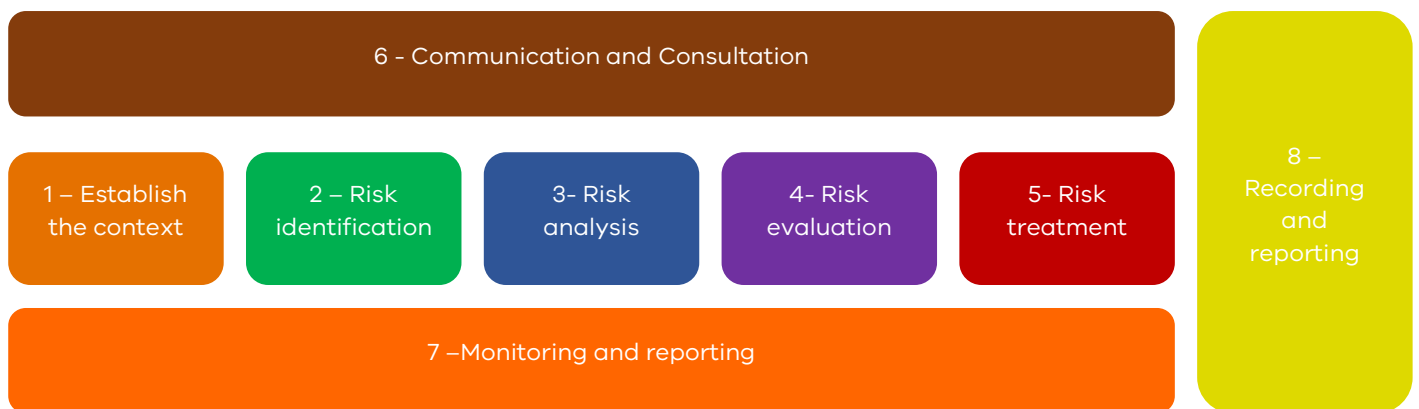 6 - Communication and Consultation
1 – Establish
the context
2 – Risk
identification
3- Risk
analysis
4- Risk
evaluation
5- Risk
treatment
7 –Monitoring and reporting
8 –
Recording
and
reporting